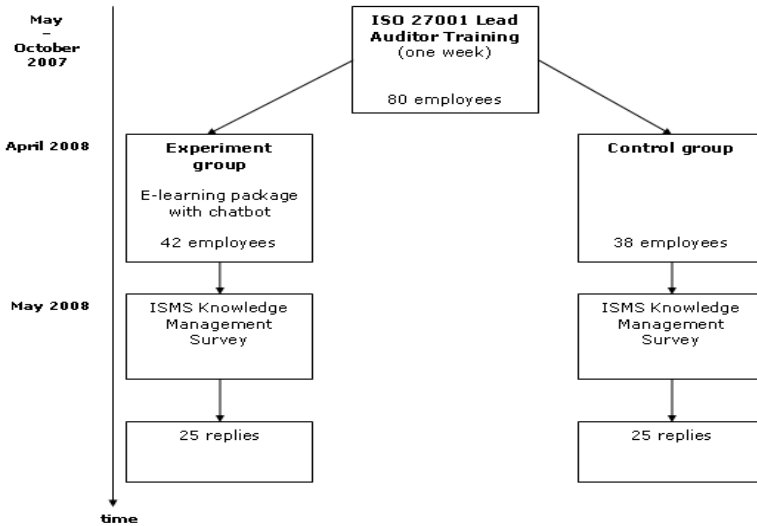 May
–
October
2007
ISO 27001 Lead
Auditor Training
(one week)
80 employees
April 2008
Experiment
group
E-learning package
with chatbot
42 employees
Control group
38 employees
May 2008
ISMS Knowledge
Management
Survey
ISMS Knowledge
Management
Survey
25 replies
25 replies
time